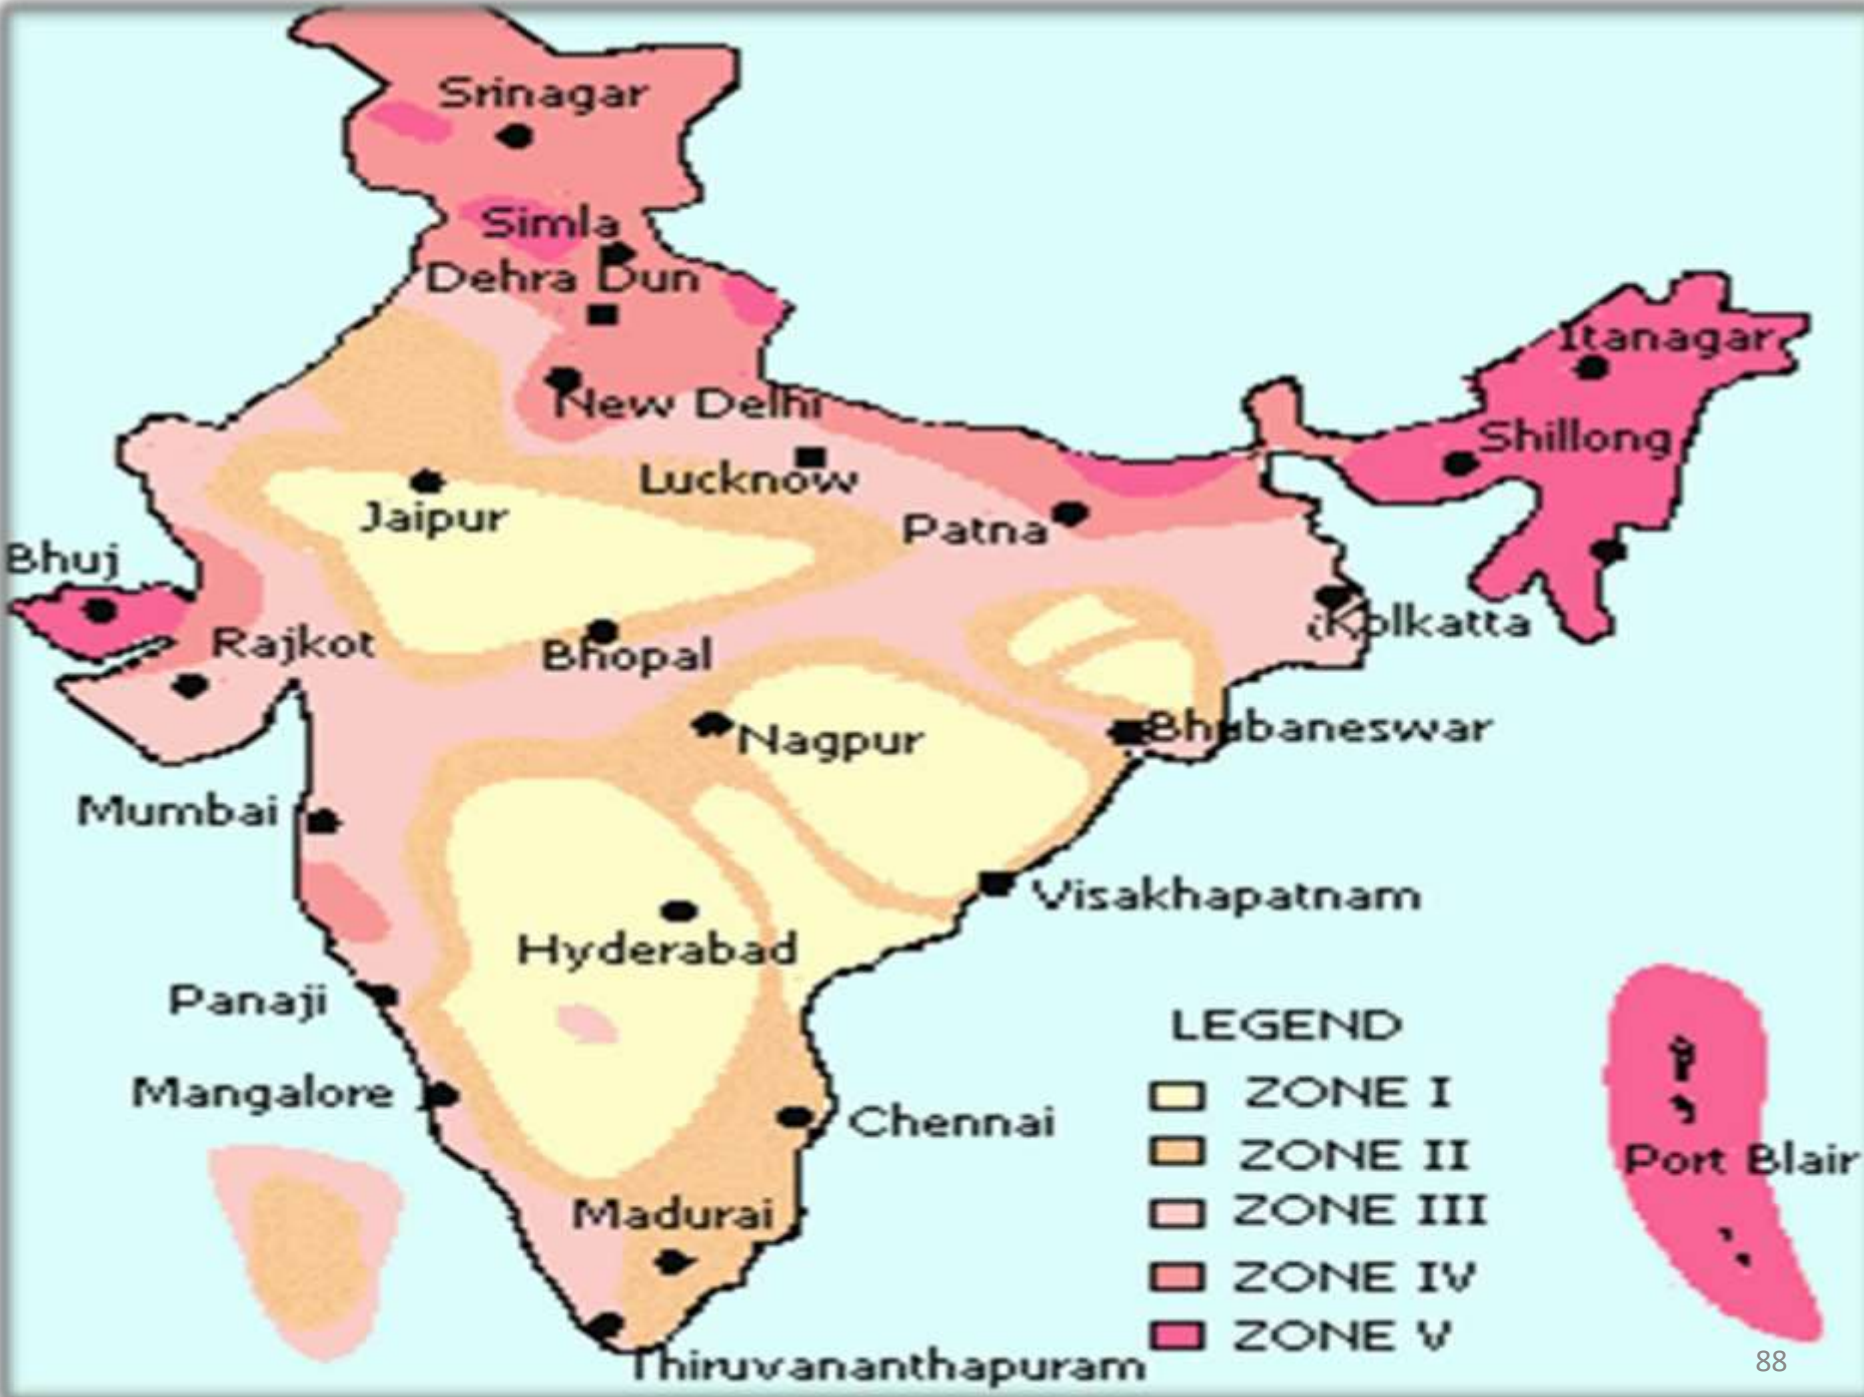 Srinagar
Simla
Dehra Dun
Itanagar
New Delhi
Shillong
Lucknow
Jaipur
Patna
Bhuj
Kolkatta
Rajkot
Bhopal
Bhubaneswar
Nagpur
Mumbai
Visakhapatnam
Hyderabad
Panaji
LEGEND
Mangalore
ZONE I
Chennai
ZONE II
Port Blair
Madurai
ZONE III
ZONE IV
ZONE V
Thiruvananthapuram
88